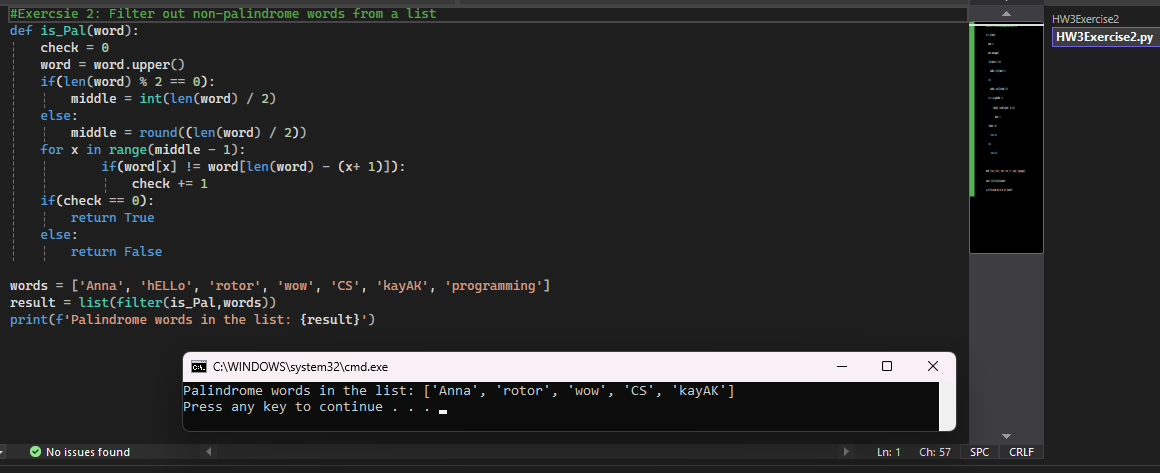 #Exercsie 2: Filter out non-palindrome words from a list
def is_Pal(word):
    check = 0
    word = word.upper()
    if(len(word) % 2 == 0):
        middle = int(len(word) / 2)
    else:
        middle = round((len(word) / 2))
    for x in range(middle - 1):
            if(word[x] != word[len(word) - (x+ 1)]):
                check += 1
    if(check == 0):
        return True
    else:
        return False

words = ['Anna', 'hELLo', 'rotor', 'wow', 'CS', 'kayAK', 'programming']
result = list(filter(is_Pal,words))
print(f'Palindrome words in the list: {result}')
HW3Exercise2
HW3Exercise2.py
C:\WINDOWS\system32\cmd.exe
Palindrome words in the list: ['Anna', 'rotor', 'wow', 'CS', 'kayAK']
Press any key to continue . . .
No issues found
Ln: 1 Ch: 57 SPC CRLF